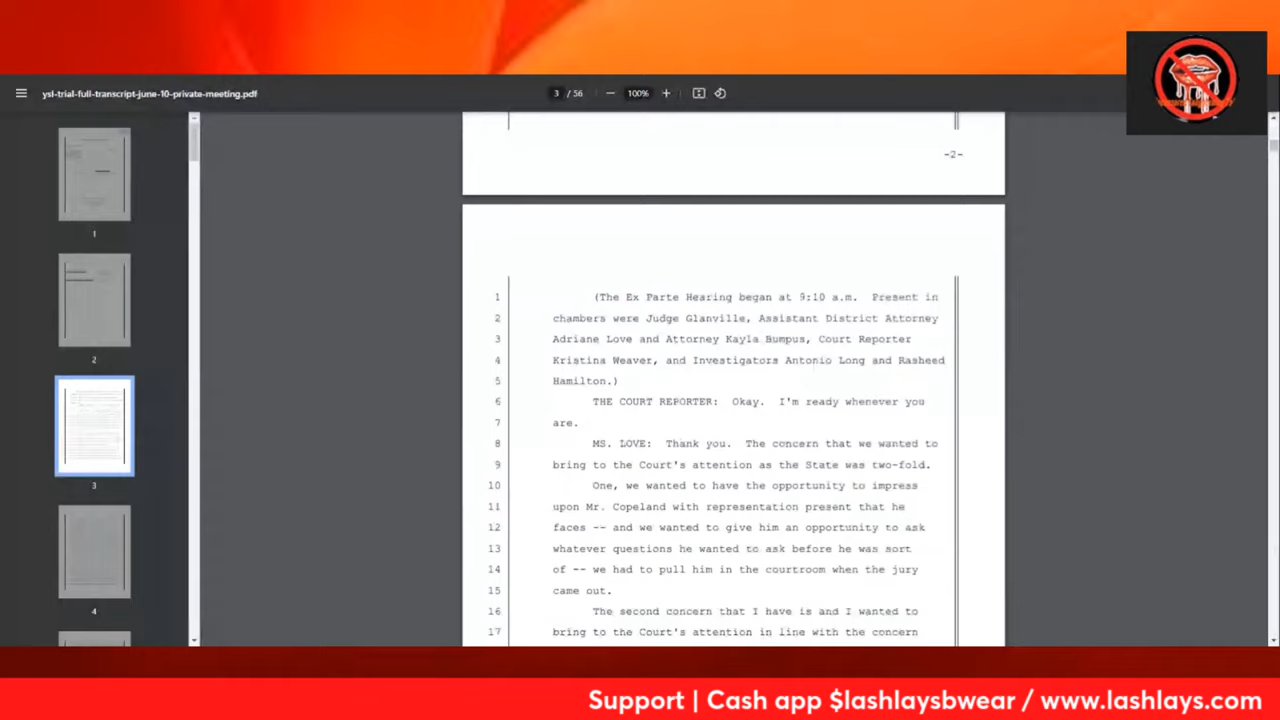 ysl-trial-full-transcript-june-10-private-meeting.pdf
3 / 56
100%
1
2
3
4
-2-
1 (The Ex Parte Hearing began at 9:10 a.m. Present in
2 chambers were Judge Glanville, Assistant District Attorney
3 Adriane Love and Attorney Kayla Bumpus, Court Reporter
4 Kristina Weaver, and Investigators Antonio Long and Rasheed
5 Hamilton.)
6 THE COURT REPORTER: Okay. I'm ready whenever you
7 are.
8 MS. LOVE: Thank you. The concern that we wanted to
9 bring to the Court's attention as the State was two-fold.
10 One, we wanted to have the opportunity to impress
11 upon Mr. Copeland with representation present that he
12 faces -- and we wanted to give him an opportunity to ask
13 whatever questions he wanted to ask before he was sort
14 of -- we had to pull him in the courtroom when the jury
15 came out.
16 The second concern that I have is and I wanted to
17 bring to the Court's attention in line with the concern
Support | Cash app $lashlaysbwear / www.lashlays.com